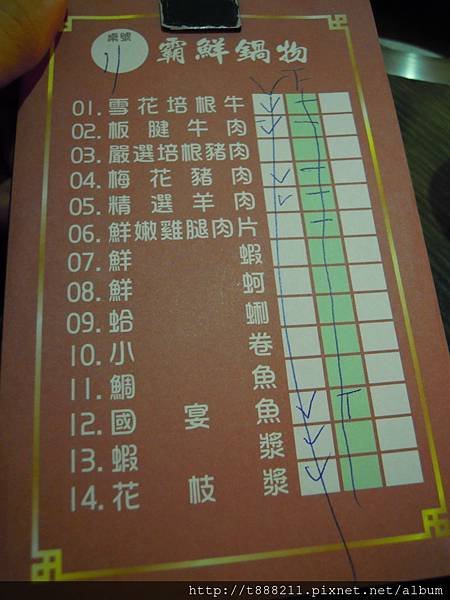 桌號
霸鮮鍋物
01. 雪花培根牛
02. 板腱牛肉
03. 嚴選培根豬肉
04. 梅花豬肉
05. 精選羊肉
06. 鮮嫩雞腿肉片
07. 鮮蝦
08. 鮮蚵
09. 蛤蜊
10. 小卷
11. 鯛魚
12. 國宴魚
13. 蝦漿
14. 花枝漿
http://t888211.pixnet.net/album